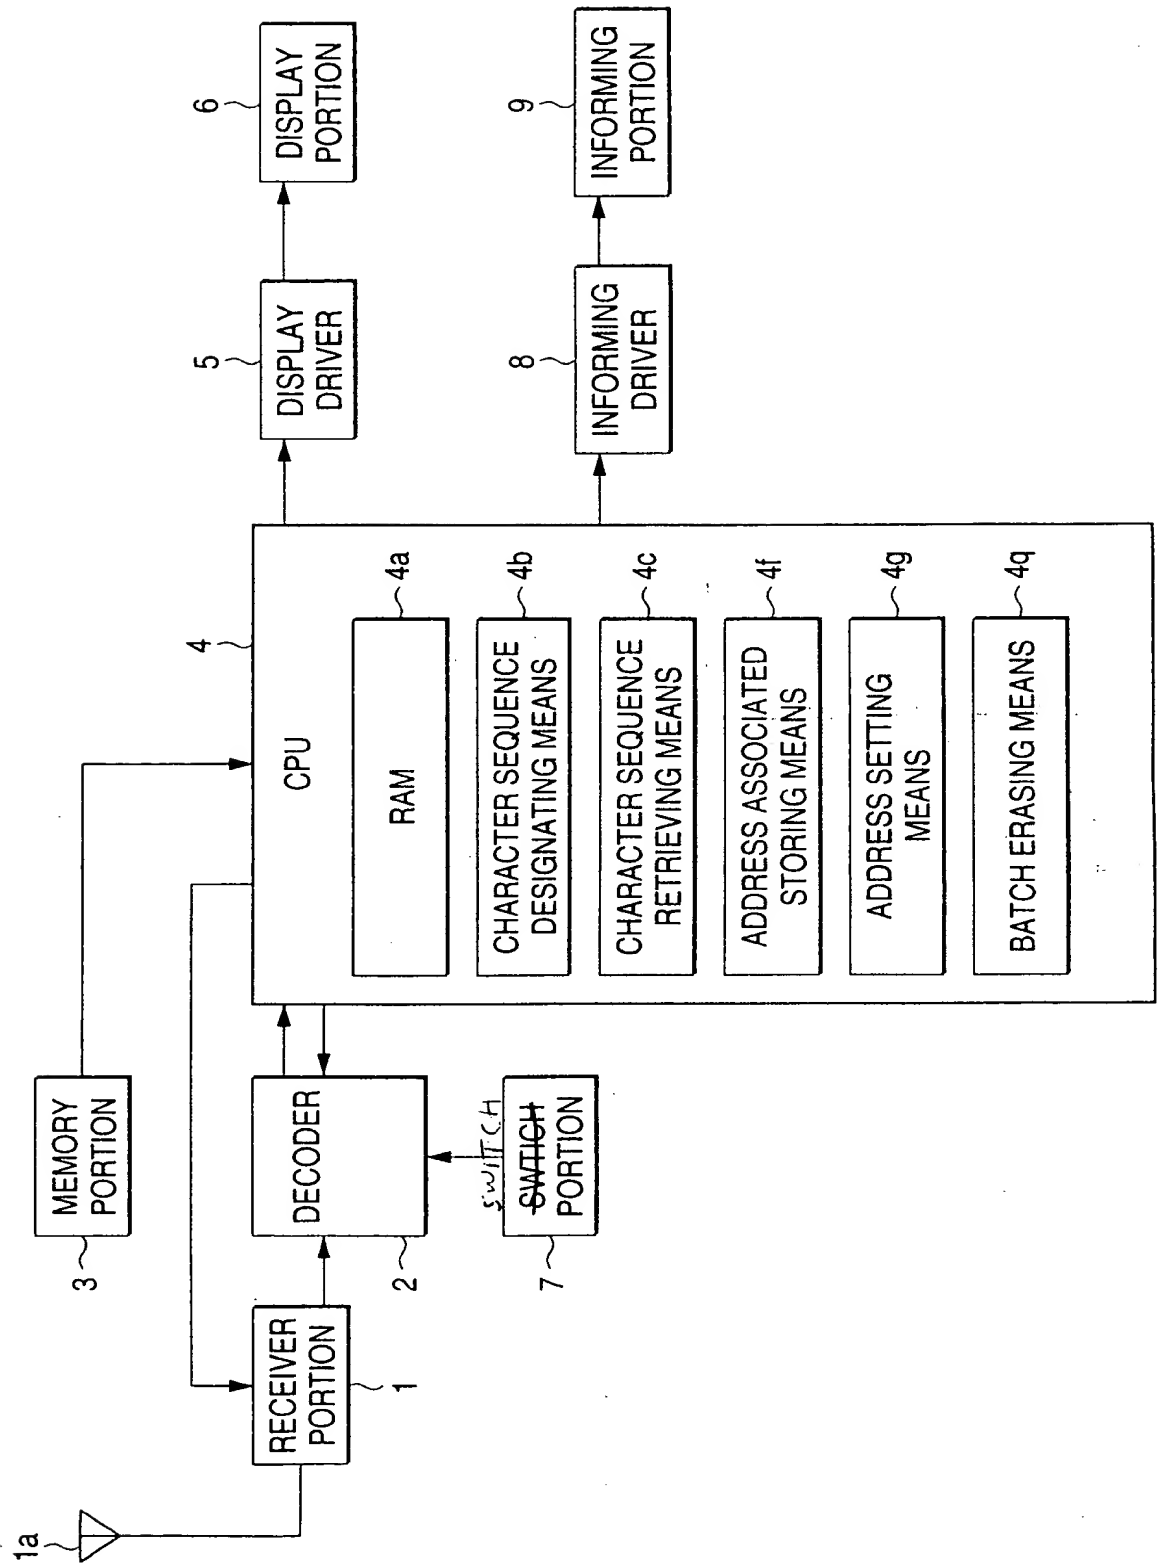 1a
RECEIVER
PORTION
1
MEMORY
PORTION
3
DECODER
2
SWITCH
SWTICH
PORTION
7
4
CPU
RAM
4a
CHARACTER SEQUENCE
DESIGNATING MEANS
4b
CHARACTER SEQUENCE
RETRIEVING MEANS
4c
ADDRESS ASSOCIATED
STORING MEANS
4f
ADDRESS SETTING
MEANS
4g
BATCH ERASING MEANS
4q
5
DISPLAY
DRIVER
6
DISPLAY
PORTION
8
INFORMING
DRIVER
9
INFORMING
PORTION